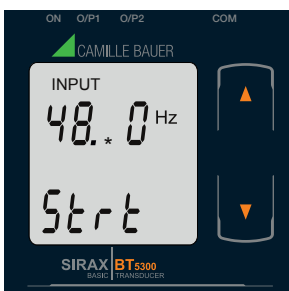 ON O/P1 O/P2 COM
CAMILLE BAUER
INPUT
48.* 0 Hz
Strt
SIRAX BT5300
BASIC TRANSDUCER